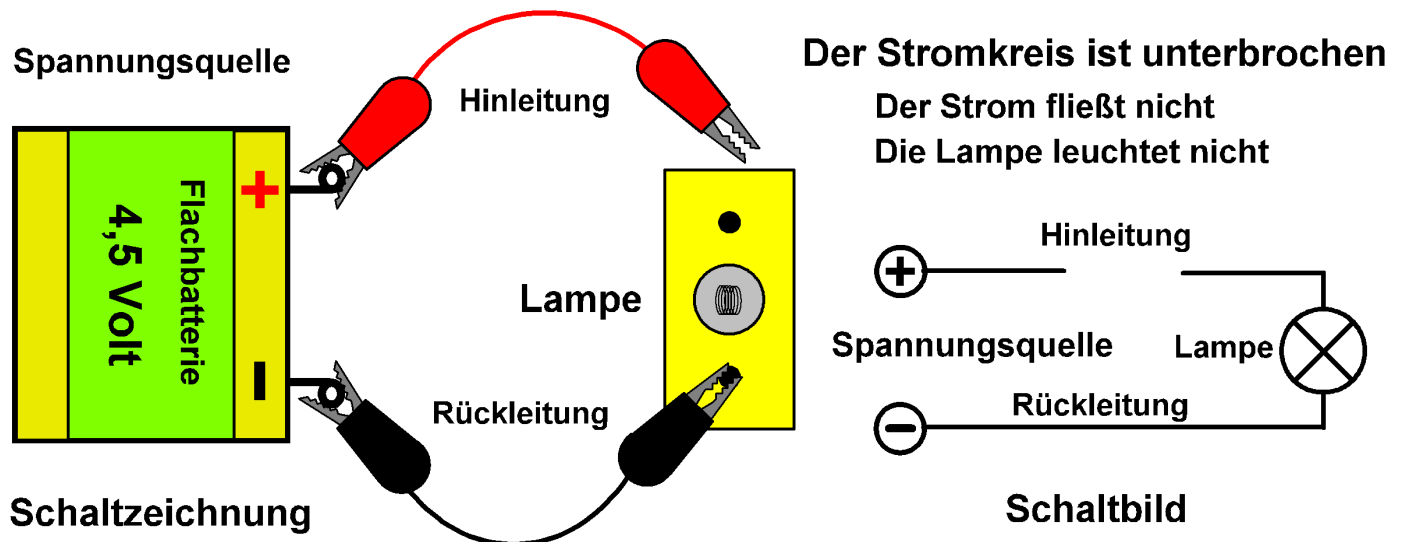 Spannungsquelle
Hinleitung
+
Flachbatterie
4,5 Volt
-
Lampe
Rückleitung
Schaltzeichnung
Der Stromkreis ist unterbrochen
Der Strom fließt nicht
Die Lampe leuchtet nicht
Hinleitung
+
Spannungsquelle
Lampe
-
Rückleitung
Schaltbild